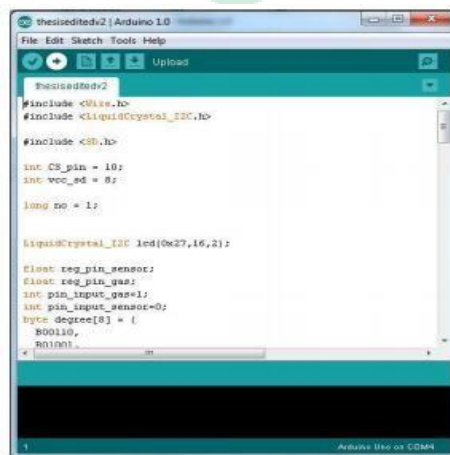 thesiseditedv2 | Arduino 1.0
File Edit Sketch Tools Help
Upload
thesiseditedv2
#include <Wire.h>
#include <LiquidCrystal_I2C.h>
#include <SD.h>
int CS_pin = 10;
int vcc_sd = 8;
long no = 1;
LiquidCrystal_I2C lcd(0x27,16,2);
float reg_pin_sensor;
float reg_pin_gas;
int pin_input_gas=1;
int pin_input_sensor=0;
byte degree[8] = {
B00110,
B01001,
1
Arduino Uno on COM4